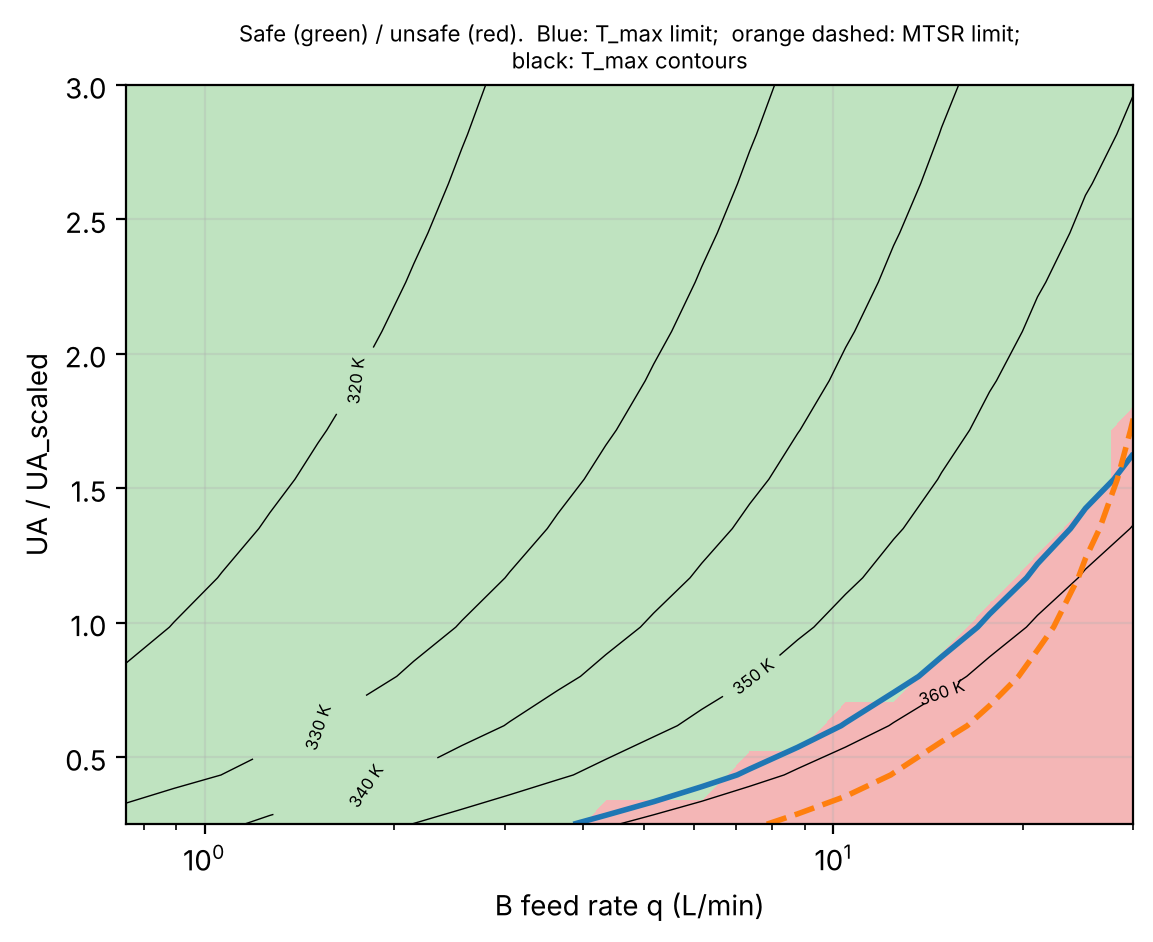 Safe (green) / unsafe (red).  Blue: T_max limit;  orange dashed: MTSR limit;
black: T_max contours
3.0
2.5
2.0
1.5
1.0
0.5
UA / UA_scaled
320 K
330 K
340 K
350 K
360 K
10⁰
10¹
B feed rate q (L/min)